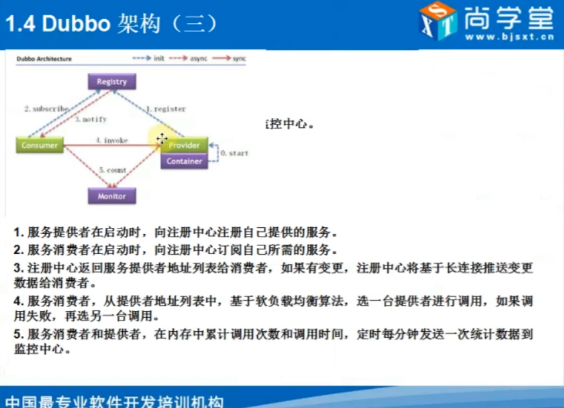 1.4 Dubbo 架构（三）
尚学堂
www.bjsxt.cn
Dubbo Architecture
init
async
sync
Registry
2. subscribe
1. register
3. notify
Consumer
4. invoke
Provider
Container
0. start
5. count
Monitor
监控中心。
1. 服务提供者在启动时，向注册中心注册自己提供的服务。
2. 服务消费者在启动时，向注册中心订阅自己所需的服务。
3. 注册中心返回服务提供者地址列表给消费者，如果有变更，注册中心将基于长连接推送变更
数据给消费者。
4. 服务消费者，从提供者地址列表中，基于软负载均衡算法，选一台提供者进行调用，如果调
用失败，再选另一台调用。
5. 服务消费者和提供者，在内存中累计调用次数和调用时间，定时每分钟发送一次统计数据到
监控中心。
中国最专业软件开发培训机构